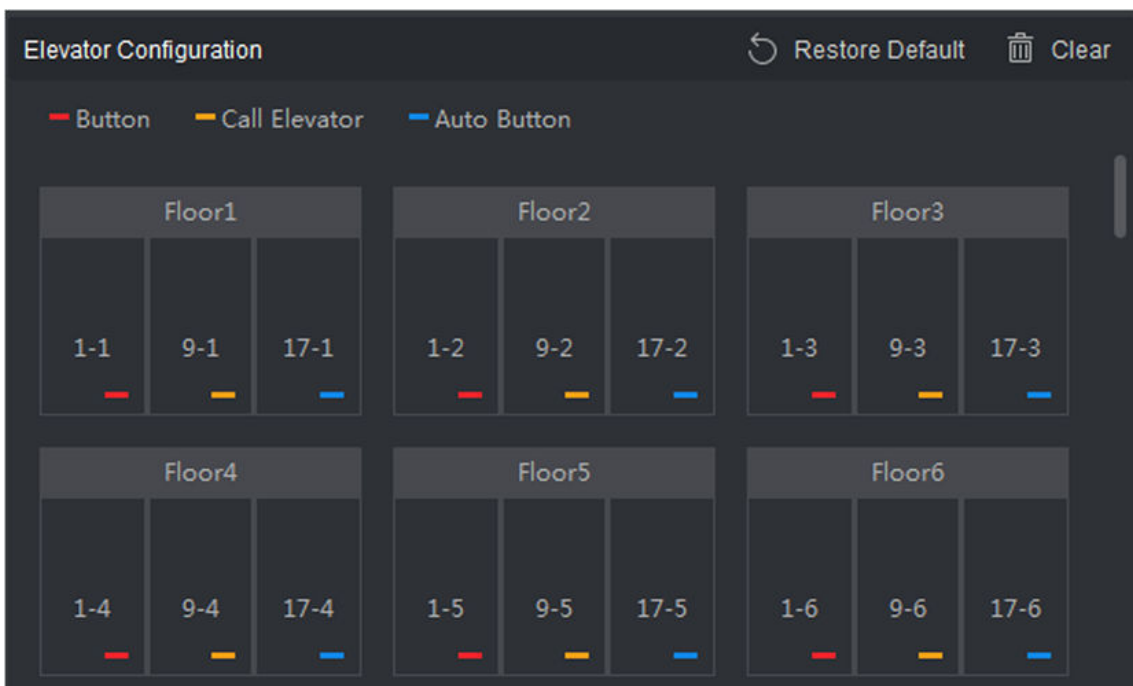 Elevator Configuration Restore Default Clear
Button Call Elevator Auto Button
Floor1 Floor2 Floor3
1-1 9-1 17-1 1-2 9-2 17-2 1-3 9-3 17-3
Floor4 Floor5 Floor6
1-4 9-4 17-4 1-5 9-5 17-5 1-6 9-6 17-6